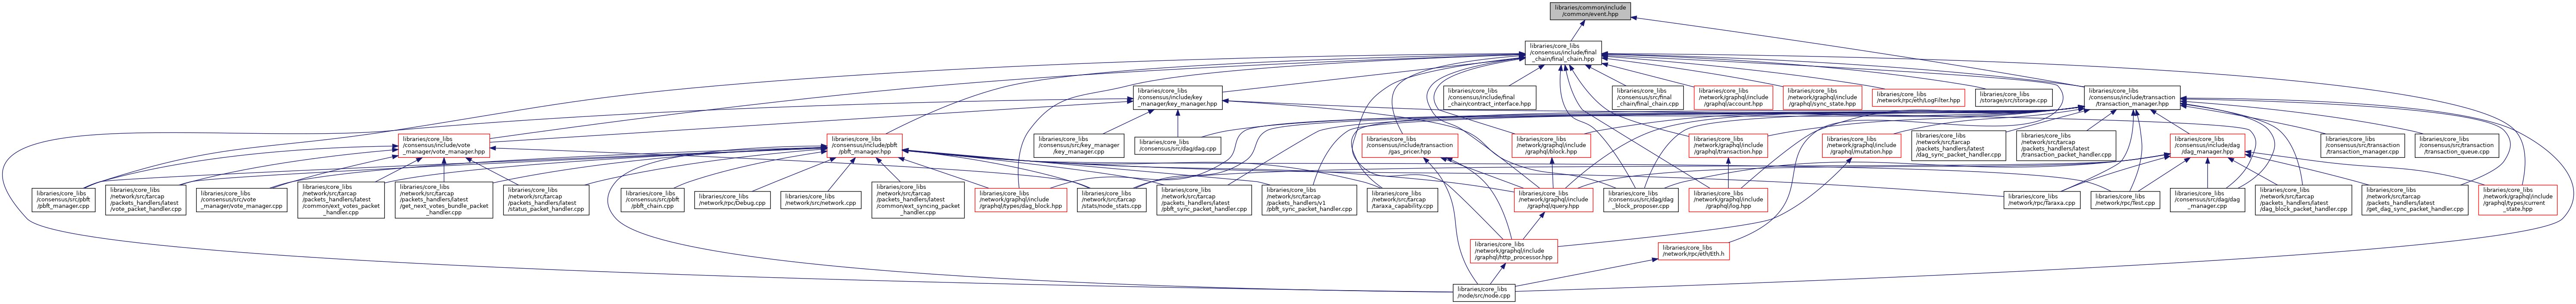 libraries/common/include
/common/event.hpp
libraries/core_libs
/consensus/include/final
_chain/final_chain.hpp
libraries/core_libs
/consensus/include/key
_manager/key_manager.hpp
libraries/core_libs
/consensus/include/final
_chain/contract_interface.hpp
libraries/core_libs
/consensus/src/final
_chain/final_chain.cpp
libraries/core_libs
/network/graphql/include
/graphql/account.hpp
libraries/core_libs
/network/graphql/include
/graphql/sync_state.hpp
libraries/core_libs
/network/rpc/eth/LogFilter.hpp
libraries/core_libs
/storage/src/storage.cpp
libraries/core_libs
/consensus/include/transaction
/transaction_manager.hpp
libraries/core_libs
/consensus/include/vote
_manager/vote_manager.hpp
libraries/core_libs
/consensus/include/pbft
/pbft_manager.hpp
libraries/core_libs
/consensus/src/key_manager
/key_manager.cpp
libraries/core_libs
/consensus/src/dag/dag.cpp
libraries/core_libs
/consensus/include/transaction
/gas_pricer.hpp
libraries/core_libs
/network/graphql/include
/graphql/block.hpp
libraries/core_libs
/network/graphql/include
/graphql/transaction.hpp
libraries/core_libs
/network/graphql/include
/graphql/mutation.hpp
libraries/core_libs
/network/src/tarcap
/packets_handlers/latest
/dag_sync_packet_handler.cpp
libraries/core_libs
/network/src/tarcap
/packets_handlers/latest
/transaction_packet_handler.cpp
libraries/core_libs
/consensus/include/dag
/dag_manager.hpp
libraries/core_libs
/consensus/src/transaction
/transaction_manager.cpp
libraries/core_libs
/consensus/src/transaction
/transaction_queue.cpp
libraries/core_libs
/consensus/src/pbft
/pbft_manager.cpp
libraries/core_libs
/network/src/tarcap
/packets_handlers/latest
/vote_packet_handler.cpp
libraries/core_libs
/consensus/src/vote
_manager/vote_manager.cpp
libraries/core_libs
/network/src/tarcap
/packets_handlers/latest
/common/ext_votes_packet
_handler.cpp
libraries/core_libs
/network/src/tarcap
/packets_handlers/latest
/get_next_votes_bundle_packet
_handler.cpp
libraries/core_libs
/network/src/tarcap
/packets_handlers/latest
/status_packet_handler.cpp
libraries/core_libs
/consensus/src/pbft
/pbft_chain.cpp
libraries/core_libs
/network/rpc/Debug.cpp
libraries/core_libs
/network/src/network.cpp
libraries/core_libs
/network/src/tarcap
/packets_handlers/latest
/common/ext_syncing_packet
_handler.cpp
libraries/core_libs
/network/graphql/include
/graphql/types/dag_block.hpp
libraries/core_libs
/network/src/tarcap
/stats/node_stats.cpp
libraries/core_libs
/network/src/tarcap
/packets_handlers/latest
/pbft_sync_packet_handler.cpp
libraries/core_libs
/network/src/tarcap
/packets_handlers/v1
/pbft_sync_packet_handler.cpp
libraries/core_libs
/network/src/tarcap
/taraxa_capability.cpp
libraries/core_libs
/network/graphql/include
/graphql/query.hpp
libraries/core_libs
/consensus/src/dag/dag
_block_proposer.cpp
libraries/core_libs
/network/graphql/include
/graphql/log.hpp
libraries/core_libs
/network/rpc/Taraxa.cpp
libraries/core_libs
/network/rpc/Test.cpp
libraries/core_libs
/consensus/src/dag/dag
_manager.cpp
libraries/core_libs
/network/src/tarcap
/packets_handlers/latest
/dag_block_packet_handler.cpp
libraries/core_libs
/network/src/tarcap
/packets_handlers/latest
/get_dag_sync_packet_handler.cpp
libraries/core_libs
/network/graphql/include
/graphql/types/current
_state.hpp
libraries/core_libs
/network/graphql/include
/graphql/http_processor.hpp
libraries/core_libs
/network/rpc/eth/Eth.h
libraries/core_libs
/node/src/node.cpp